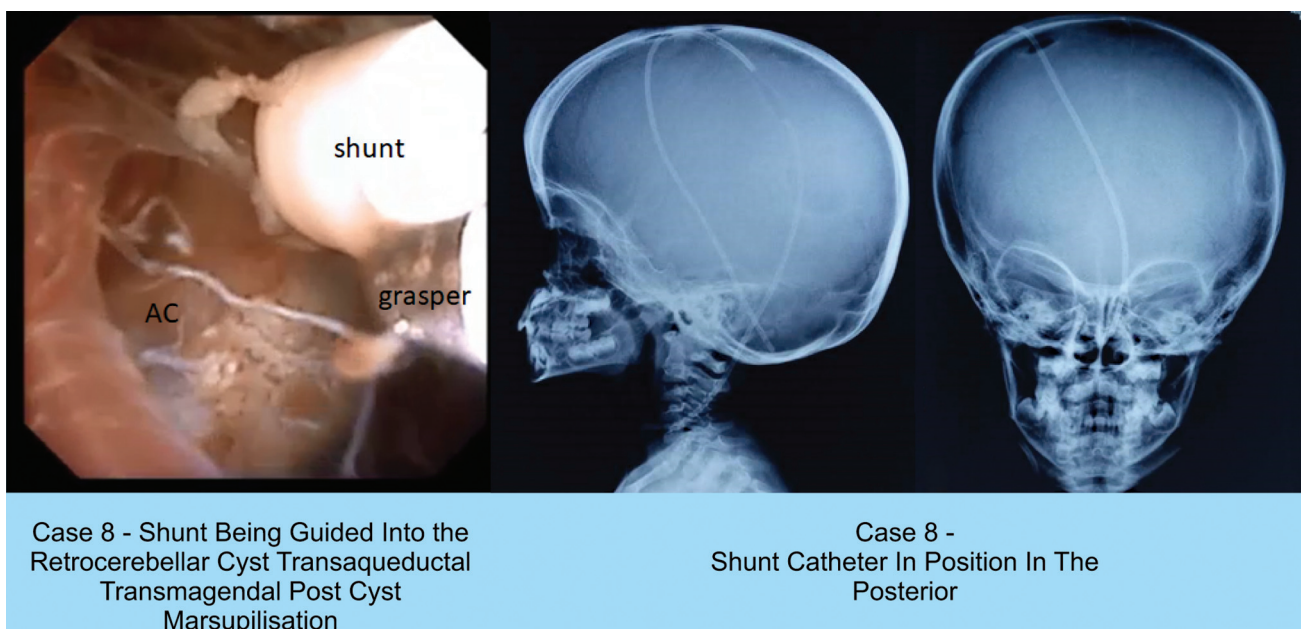 shunt
grasper
AC
Case 8 - Shunt Being Guided Into the
Retrocerebellar Cyst Transaqueductal
Transmagendal Post Cyst
Marsupilisation
Case 8 -
Shunt Catheter In Position In The
Posterior